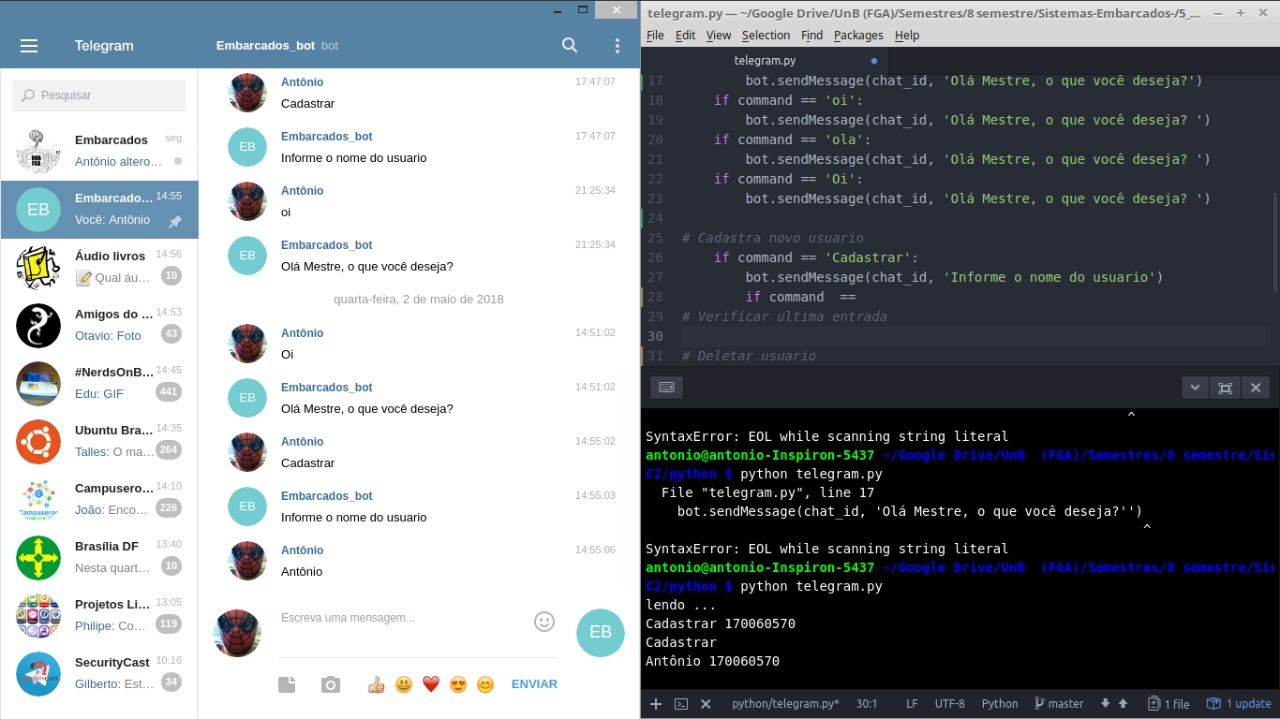 Telegram
Embarcados_bot bot
Pesquisar
Embarcados seg
Antônio altero...
EB
Embarcado... 14:55
Você: Antônio
Áudio livros 14:56
📝 Qual áu... 10
Amigos do ... 14:53
Otavio: Foto 43
#NerdsOnB... 14:45
Edu: GIF 441
Ubuntu Bra... 14:35
Talles: O ma... 264
Campusero... 14:10
João: Enco... 226
Brasília DF 13:40
Nesta quart... 10
Projetos Li... 13:05
Philipe: Co... 119
SecurityCast 10:16
Gilberto: Est... 34
Antônio 17:47:07
Cadastrar
EB
Embarcados_bot 17:47:07
Informe o nome do usuario
Antônio 21:25:34
oi
EB
Embarcados_bot 21:25:34
Olá Mestre, o que você deseja?
quarta-feira, 2 de maio de 2018
Antônio 14:51:02
Oi
EB
Embarcados_bot 14:51:02
Olá Mestre, o que você deseja?
Antônio 14:55:02
Cadastrar
EB
Embarcados_bot 14:55:03
Informe o nome do usuario
Antônio 14:55:06
Antônio
Escreva uma mensagem...
EB
👍 😃 ❤️ 😍 😊 ENVIAR
telegram.py — ~/Google Drive/UnB (FGA)/Semestres/8 semestre/Sistemas-Embarcados-/5_...
File Edit View Selection Find Packages Help
telegram.py
17 bot.sendMessage(chat_id, 'Olá Mestre, o que você deseja?')
18 if command == 'oi':
19 bot.sendMessage(chat_id, 'Olá Mestre, o que você deseja? ')
20 if command == 'ola':
21 bot.sendMessage(chat_id, 'Olá Mestre, o que você deseja? ')
22 if command == 'Oi':
23 bot.sendMessage(chat_id, 'Olá Mestre, o que você deseja? ')
24
25 # Cadastra novo usuario
26 if command == 'Cadastrar':
27 bot.sendMessage(chat_id, 'Informe o nome do usuario')
28 if command  ==
29 # Verificar ultima entrada
30
31 # Deletar usuario
^
SyntaxError: EOL while scanning string literal
antonio@antonio-Inspiron-5437 ~/Google Drive/UnB  (FGA)/Semestres/8 semestre/Sis
C2/python $ python telegram.py
File "telegram.py", line 17
bot.sendMessage(chat_id, 'Olá Mestre, o que você deseja?'')
^
SyntaxError: EOL while scanning string literal
antonio@antonio-Inspiron-5437 ~/Google Drive/UnB  (FGA)/Semestres/8 semestre/Sis
C2/python $ python telegram.py
lendo ...
Cadastrar 170060570
Cadastrar
Antônio 170060570
python/telegram.py* 30:1 LF UTF-8 Python master 1 file 1 update